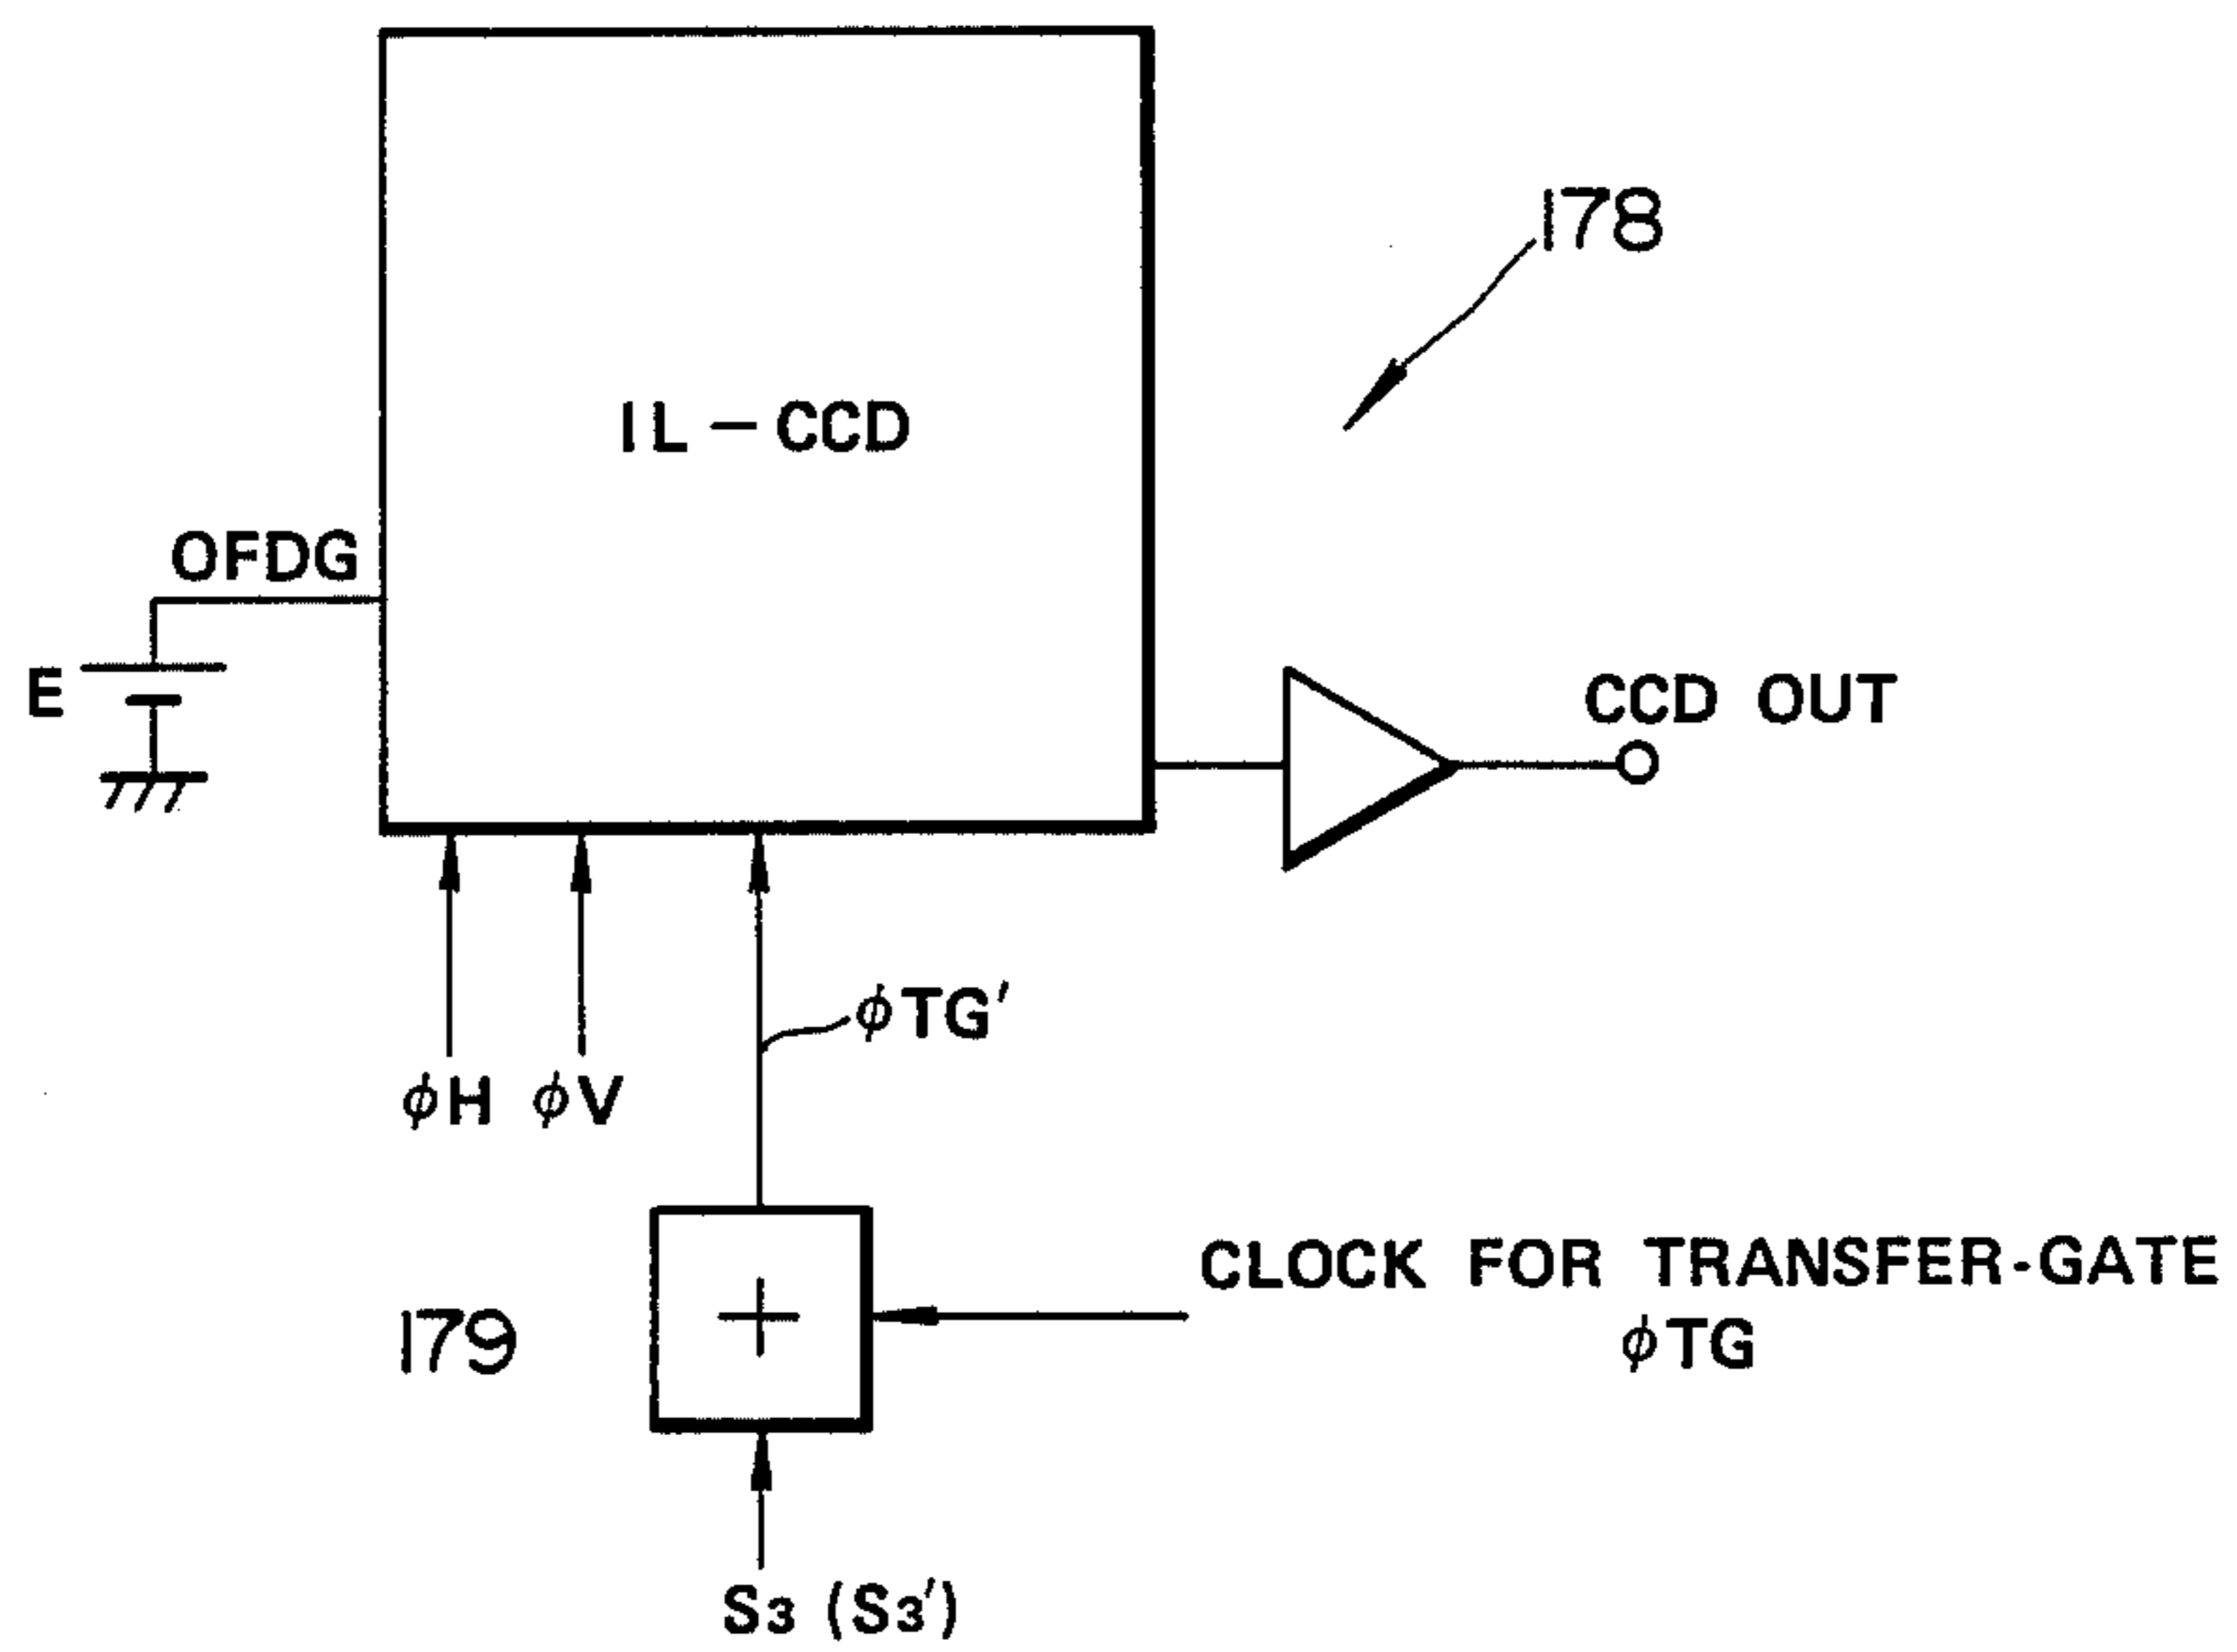 178
IL-CCD
OFDG
E
CCD OUT
φTG'
φH φV
CLOCK FOR TRANSFER-GATE
φTG
179
+
S3 (S3')